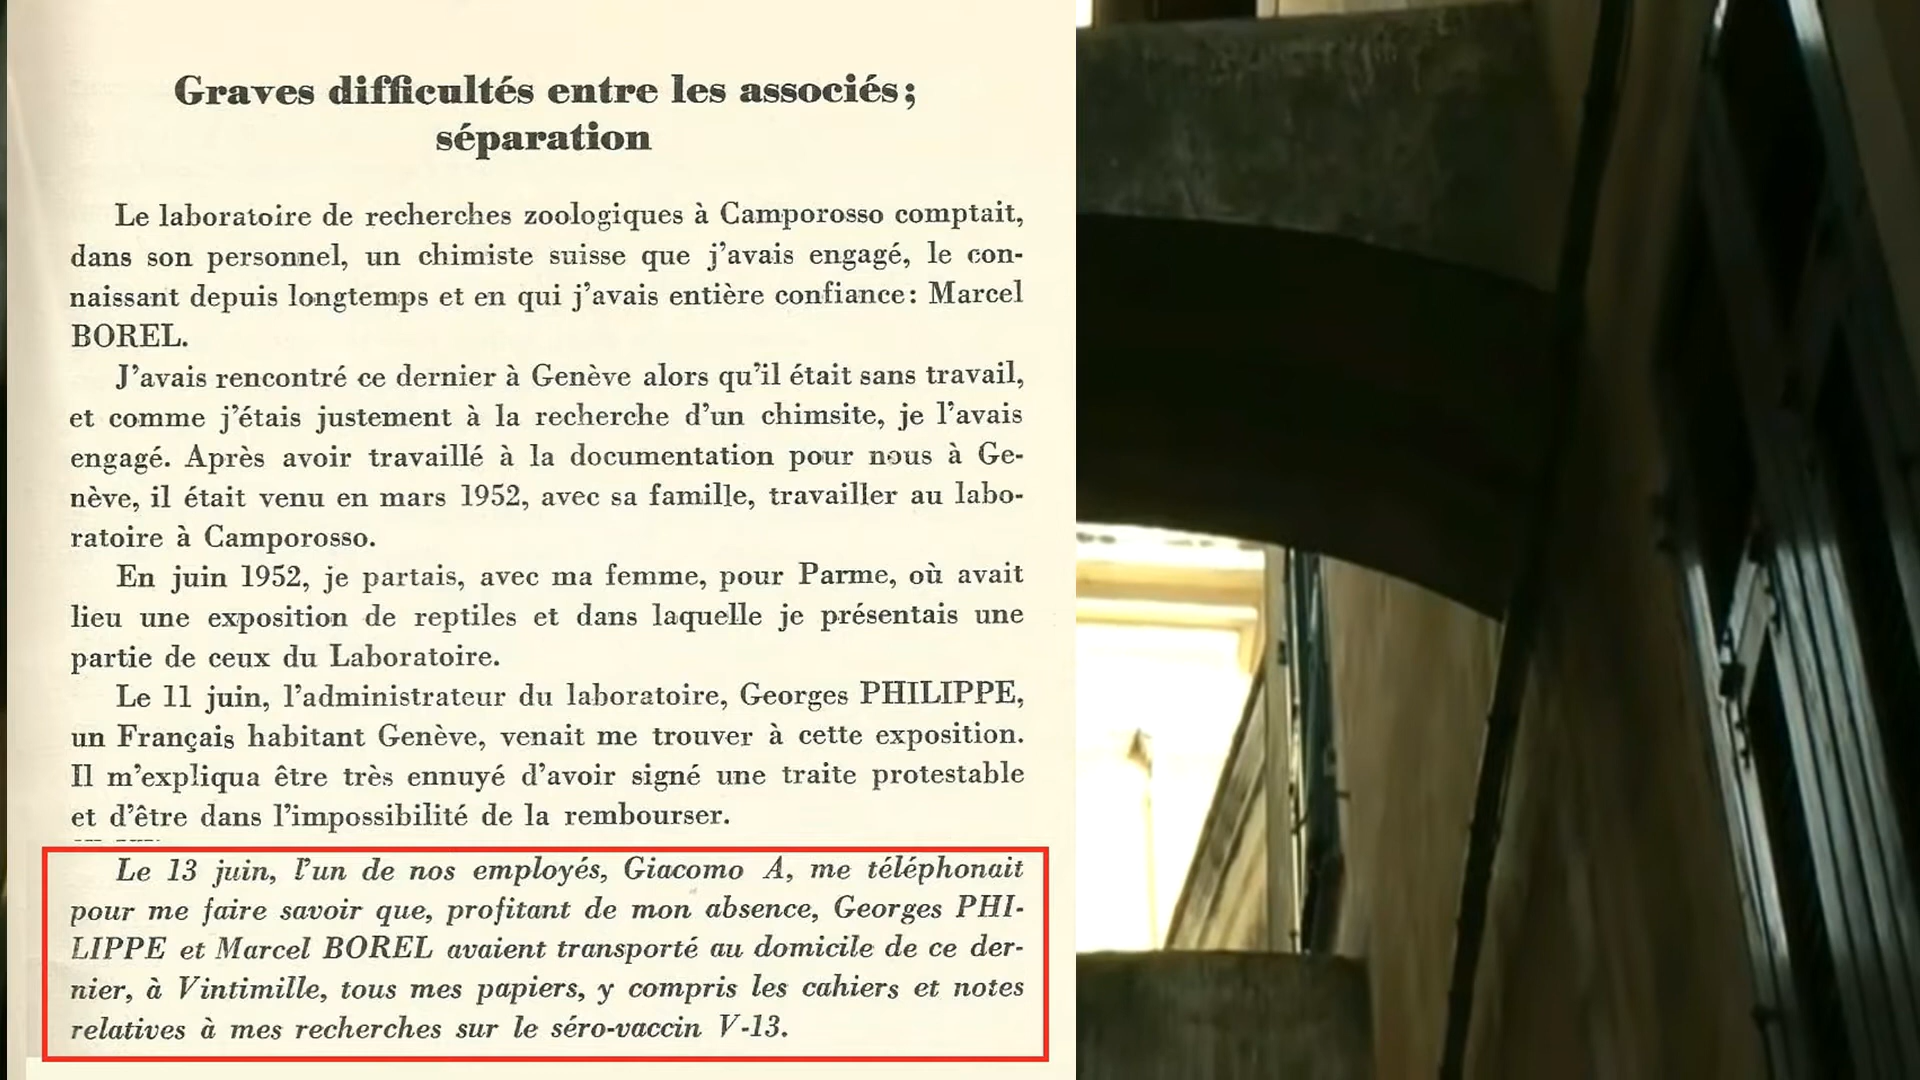 Graves difficultés entre les associés;
séparation
Le laboratoire de recherches zoologiques à Camporosso comptait,
dans son personnel, un chimiste suisse que j'avais engagé, le con-
naissant depuis longtemps et en qui j'avais entière confiance: Marcel
BOREL.
J'avais rencontré ce dernier à Genève alors qu'il était sans travail,
et comme j'étais justement à la recherche d'un chimsite, je l'avais
engagé. Après avoir travaillé à la documentation pour nous à Ge-
nève, il était venu en mars 1952, avec sa famille, travailler au labo-
ratoire à Camporosso.
En juin 1952, je partais, avec ma femme, pour Parme, où avait
lieu une exposition de reptiles et dans laquelle je présentais une
partie de ceux du Laboratoire.
Le 11 juin, l'administrateur du laboratoire, Georges PHILIPPE,
un Français habitant Genève, venait me trouver à cette exposition.
Il m'expliqua être très ennuyé d'avoir signé une traite protestable
et d'être dans l'impossibilité de la rembourser.
Le 13 juin, l'un de nos employés, Giacomo A, me téléphonait
pour me faire savoir que, profitant de mon absence, Georges PHI-
LIPPE et Marcel BOREL avaient transporté au domicile de ce der-
nier, à Vintimille, tous mes papiers, y compris les cahiers et notes
relatives à mes recherches sur le séro-vaccin V-13.